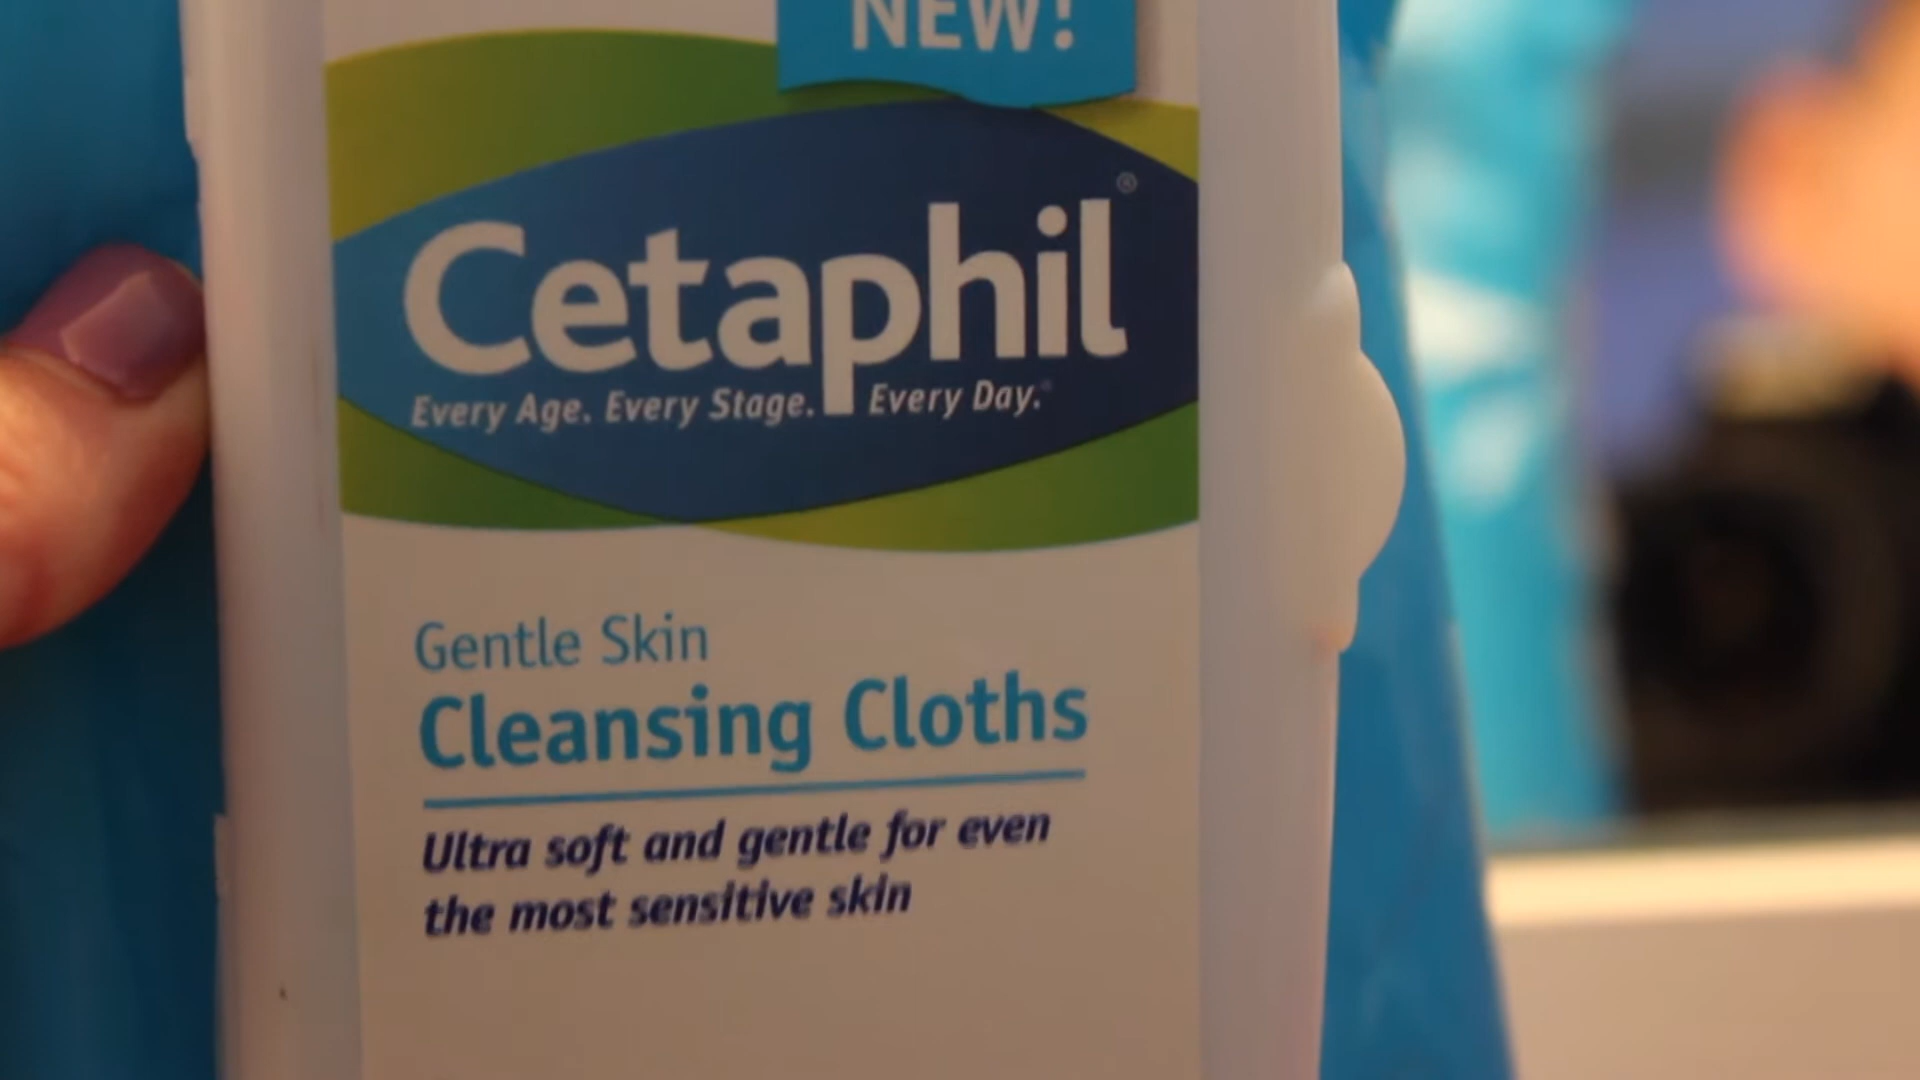 NEW!
Cetaphil®
Every Age. Every Stage. Every Day.
Gentle Skin
Cleansing Cloths
Ultra soft and gentle for even
the most sensitive skin